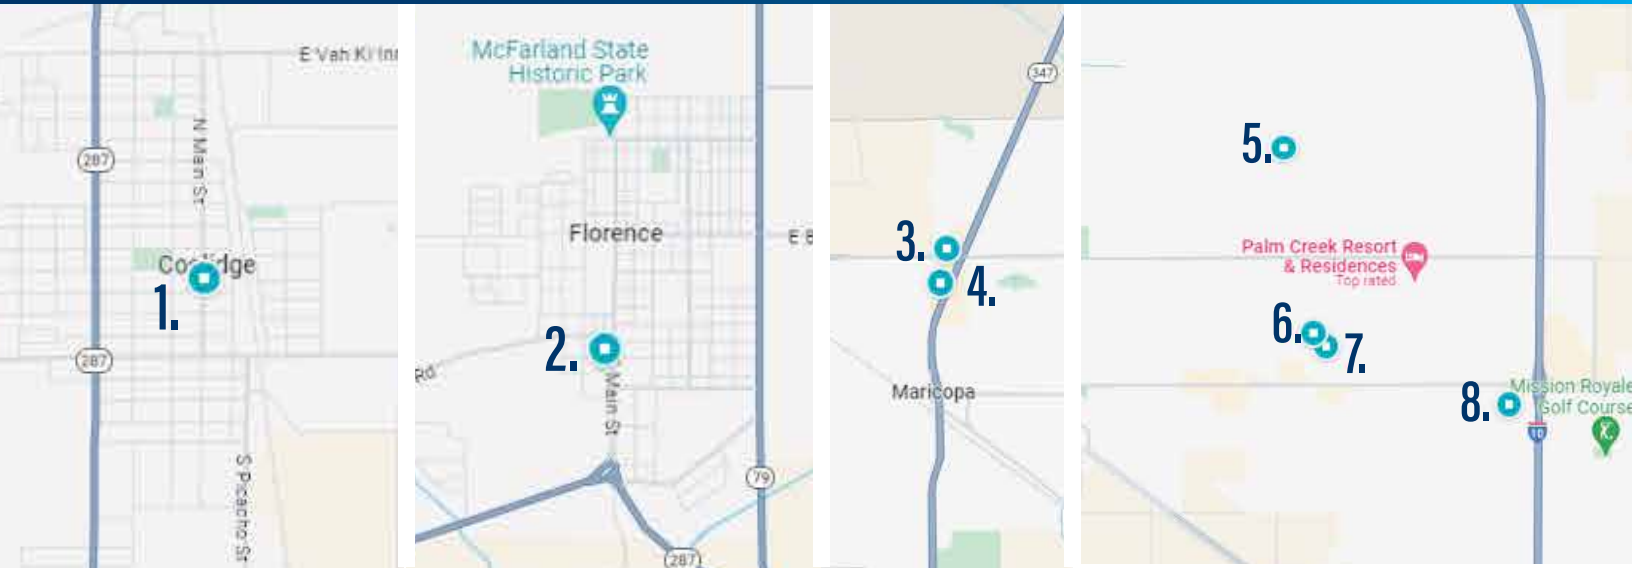 E Vah Ki Inn
287
N Main St
Coolidge
1.
287
S Picacho St
McFarland State
Historic Park
Florence
E B
2.
Rd
Main St
79
287
347
3.
4.
Maricopa
5.
Palm Creek Resort
& Residences
Top rated
6.
7.
8.
Mission Royale
Golf Course
10